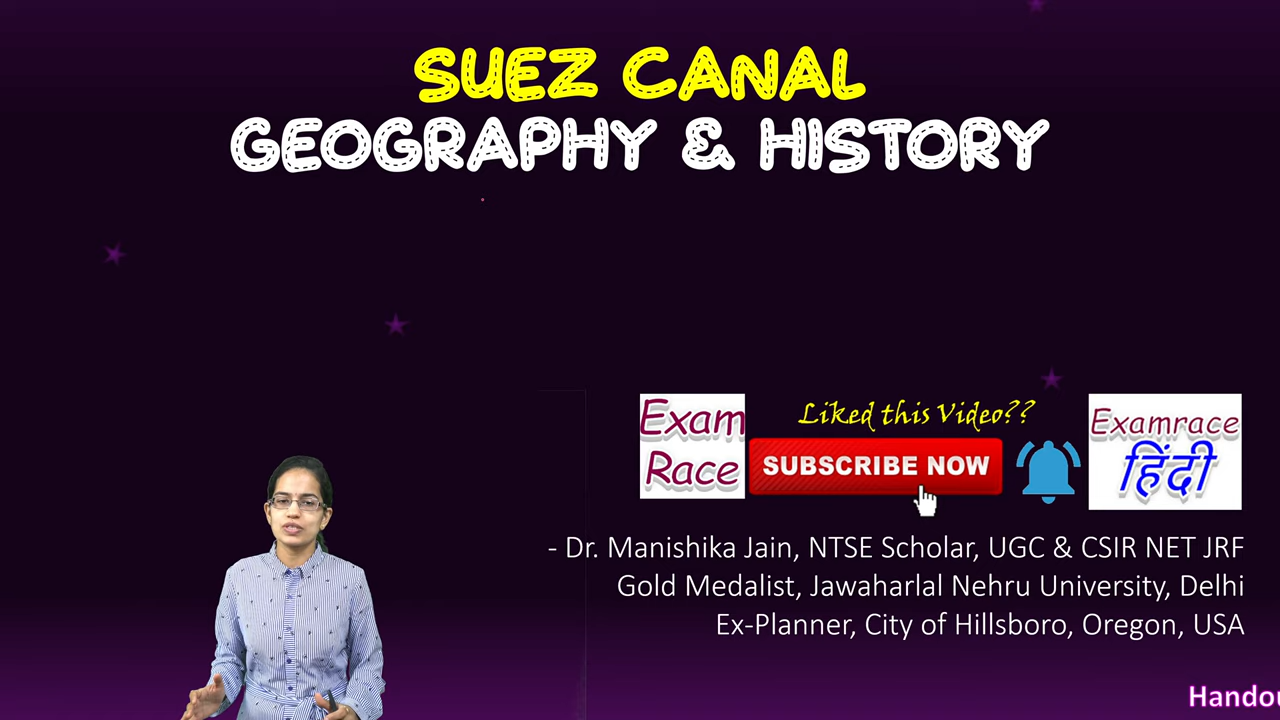 SUEZ CANAL
GEOGRAPHY & HISTORY
Exam
Race
Liked this Video??
SUBSCRIBE NOW
Examrace
हिंदी
- Dr. Manishika Jain, NTSE Scholar, UGC & CSIR NET JRF
Gold Medalist, Jawaharlal Nehru University, Delhi
Ex-Planner, City of Hillsboro, Oregon, USA